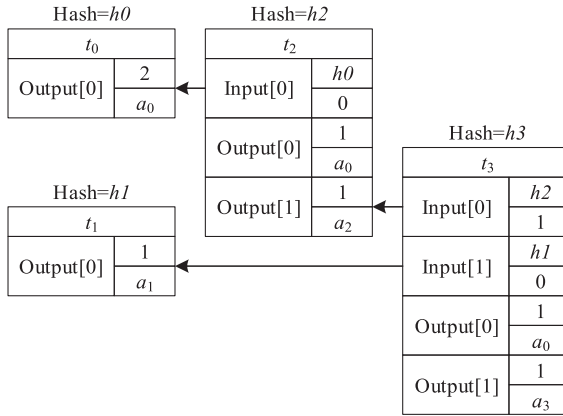 Hash=h0
t0
Output[0]
2
a0
Hash=h2
t2
Input[0]
h0
0
Output[0]
1
a0
Output[1]
1
a2
Hash=h1
t1
Output[0]
1
a1
Hash=h3
t3
Input[0]
h2
1
Input[1]
h1
0
Output[0]
1
a0
Output[1]
1
a3